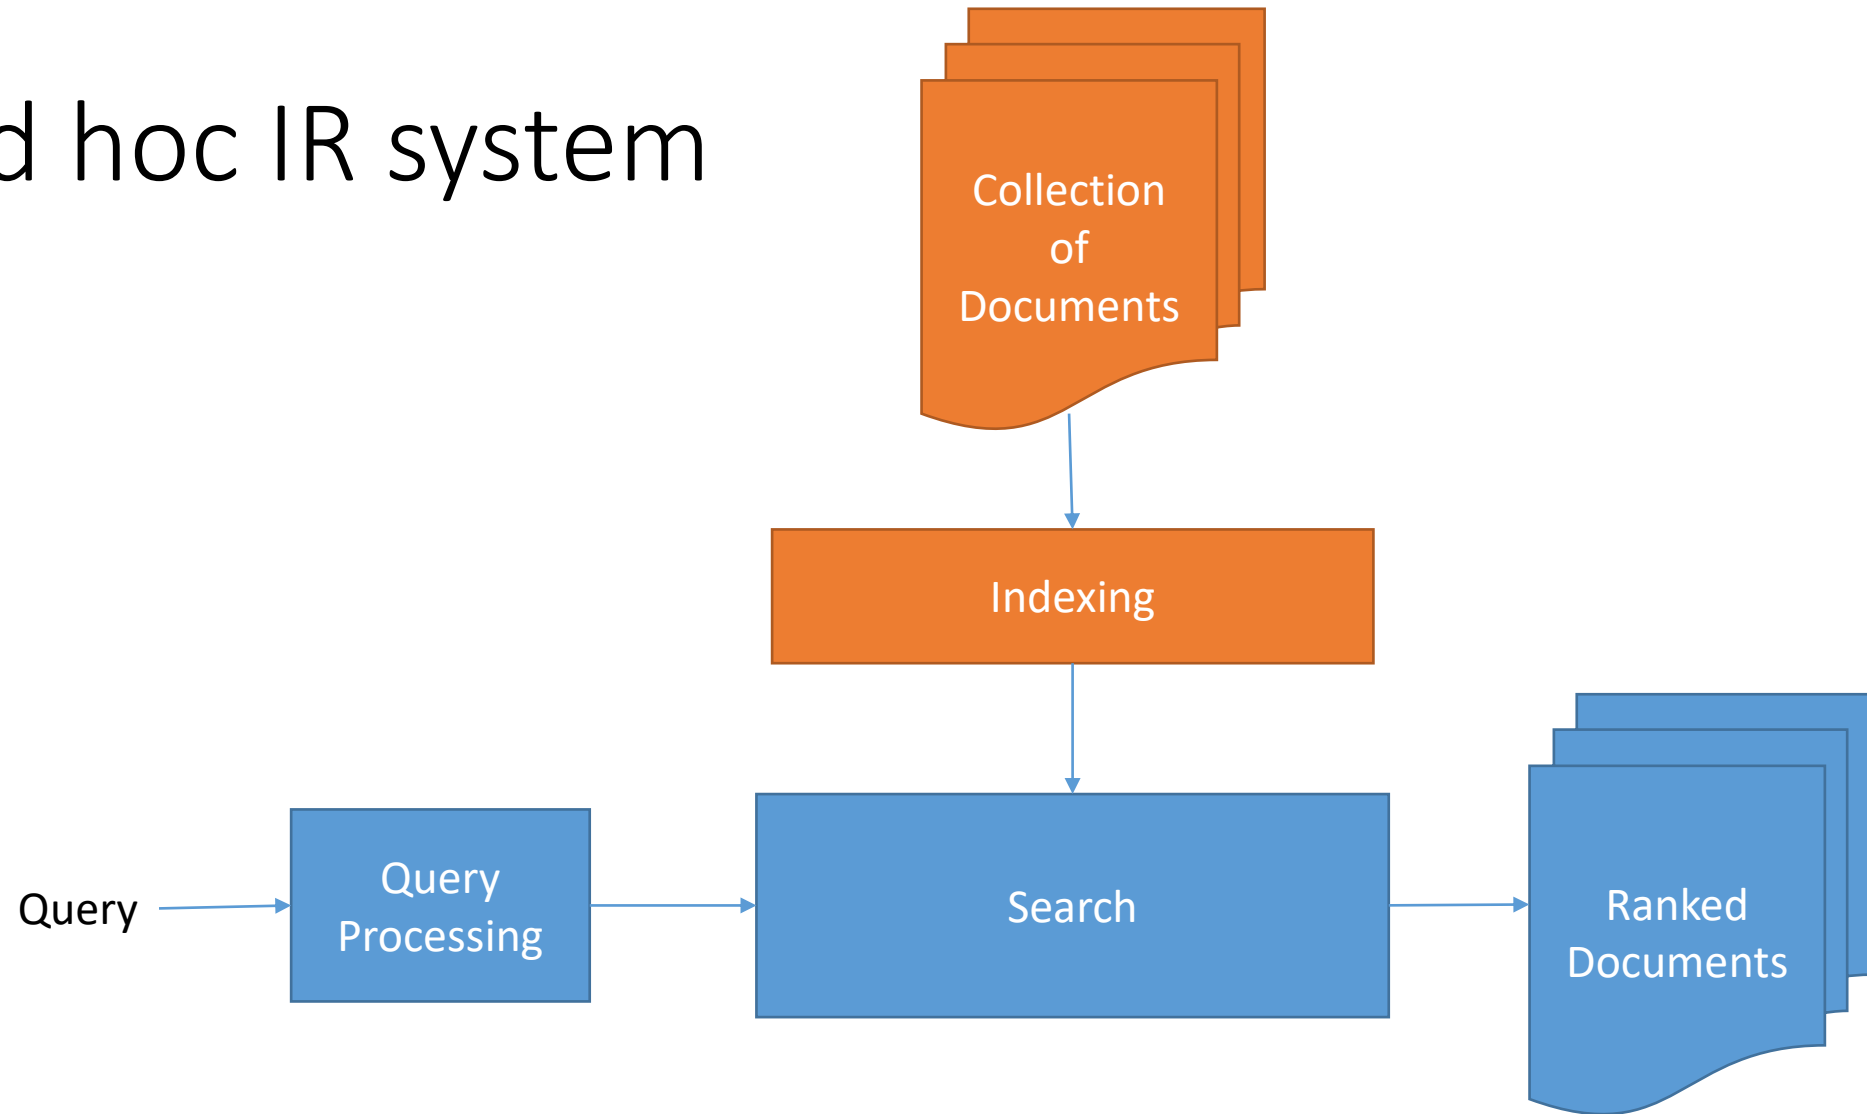 d hoc IR system
Collection
of
Documents
Indexing
Query
Query
Processing
Search
Ranked
Documents